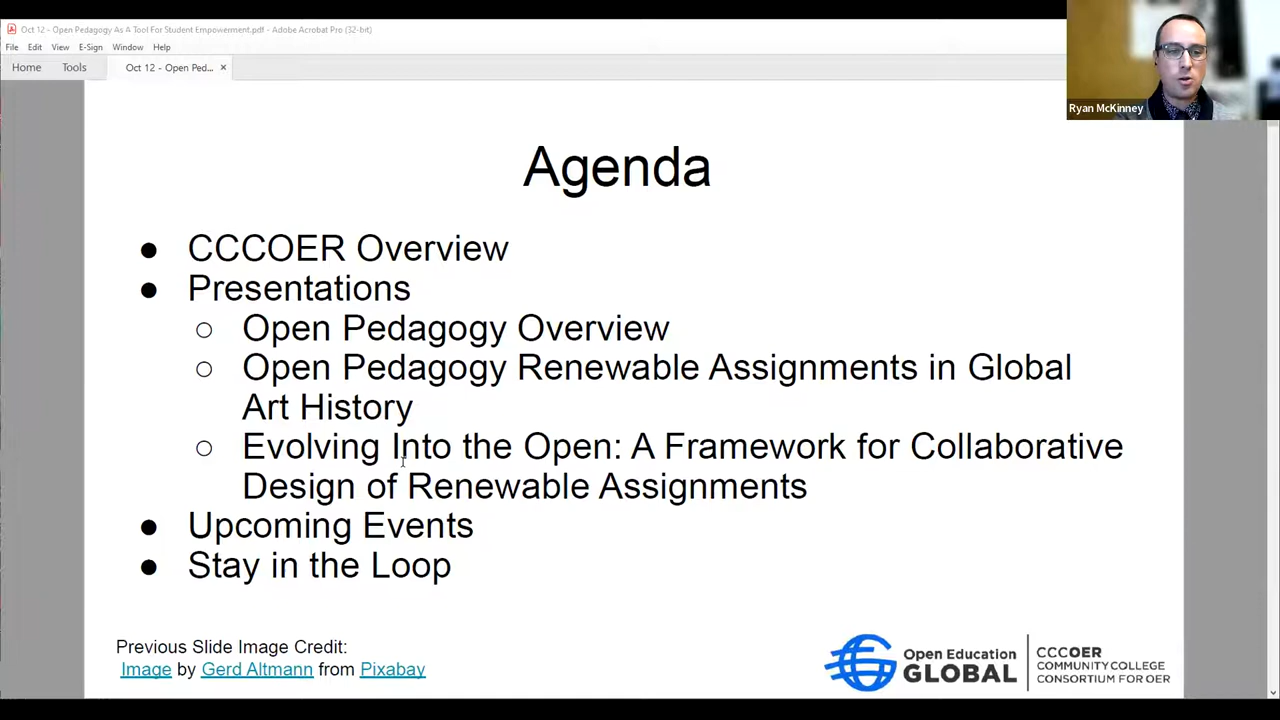 Oct 12 - Open Pedagogy As A Tool For Student Empowerment.pdf - Adobe Acrobat Pro (32-bit)
File Edit View E-Sign Window Help
Home Tools Oct 12 - Open Ped... ×
Ryan McKinney
Agenda
● CCCOER Overview
● Presentations
○ Open Pedagogy Overview
○ Open Pedagogy Renewable Assignments in Global
Art History
○ Evolving Into the Open: A Framework for Collaborative
Design of Renewable Assignments
● Upcoming Events
● Stay in the Loop
Previous Slide Image Credit:
Image by Gerd Altmann from Pixabay
Open Education
GLOBAL
CCCOER
COMMUNITY COLLEGE
CONSORTIUM FOR OER